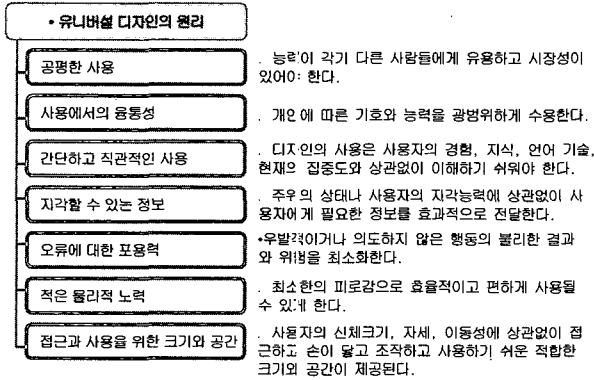 • 유니버설 디자인의 원리
공평한 사용
. 능력이 각기 다른 사람들에게 유용하고 시장성이
있어야 한다.
사용에서의 융통성
. 개인에 따른 기호와 능력을 광범위하게 수용한다.
간단하고 직관적인 사용
. 디자인의 사용은 사용자의 경험, 지식, 언어 기술,
현재의 집중도와 상관없이 이해하기 쉬워야 한다.
지각할 수 있는 정보
. 주위의 상태나 사용자의 지각능력에 상관없이 사
용자에게 필요한 정보를 효과적으로 전달한다.
오류에 대한 포용력
•우발적이거나 의도하지 않은 행동의 불리한 결과
와 위험을 최소화한다.
적은 물리적 노력
. 최소한의 피로감으로 효율적이고 편하게 사용될
수 있게 한다.
접근과 사용을 위한 크기와 공간
. 사용자의 신체크기, 자세, 이동성에 상관없이 접
근하고 손이 닿고 조작하고 사용하기 쉬운 적합한
크기와 공간이 제공된다.